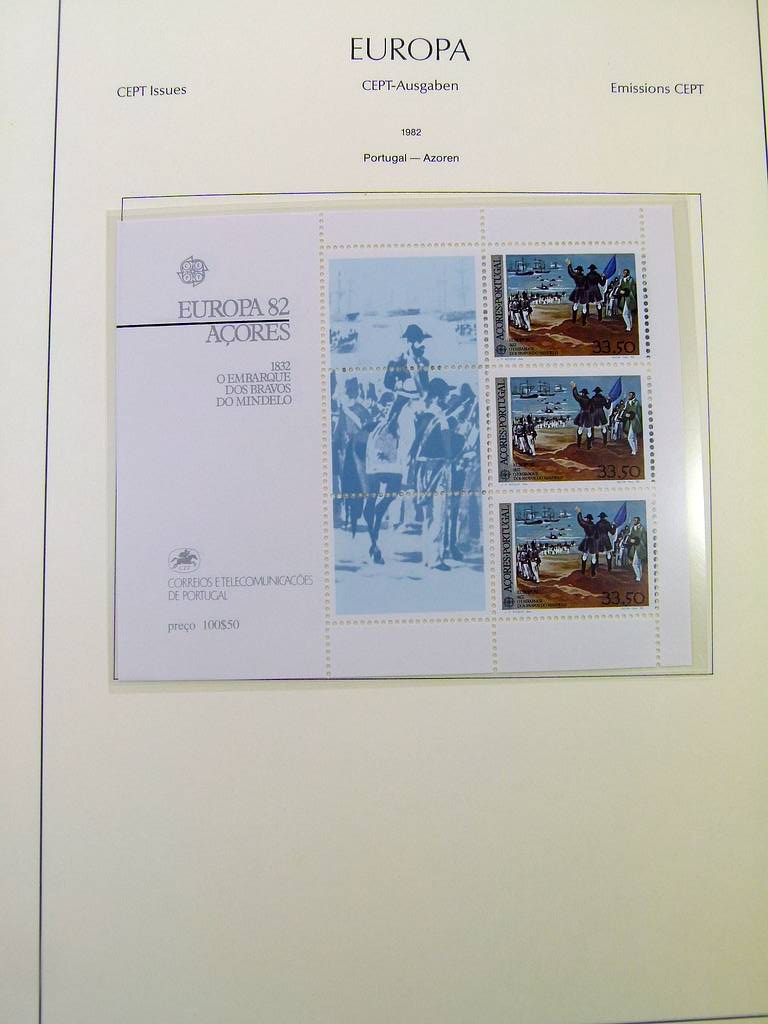 EUROPA
CEPT Issues
CEPT-Ausgaben
Emissions CEPT
1982
Portugal — Azoren
EUROPA 82
AÇORES
1832
O EMBARQUE
DOS BRAVOS
DO MINDELO
CORREIOS E TELECOMUNICAÇÕES
DE PORTUGAL
preço 100$50
AÇORES·PORTUGAL
33.50
AÇORES·PORTUGAL
33.50
AÇORES·PORTUGAL
33.50